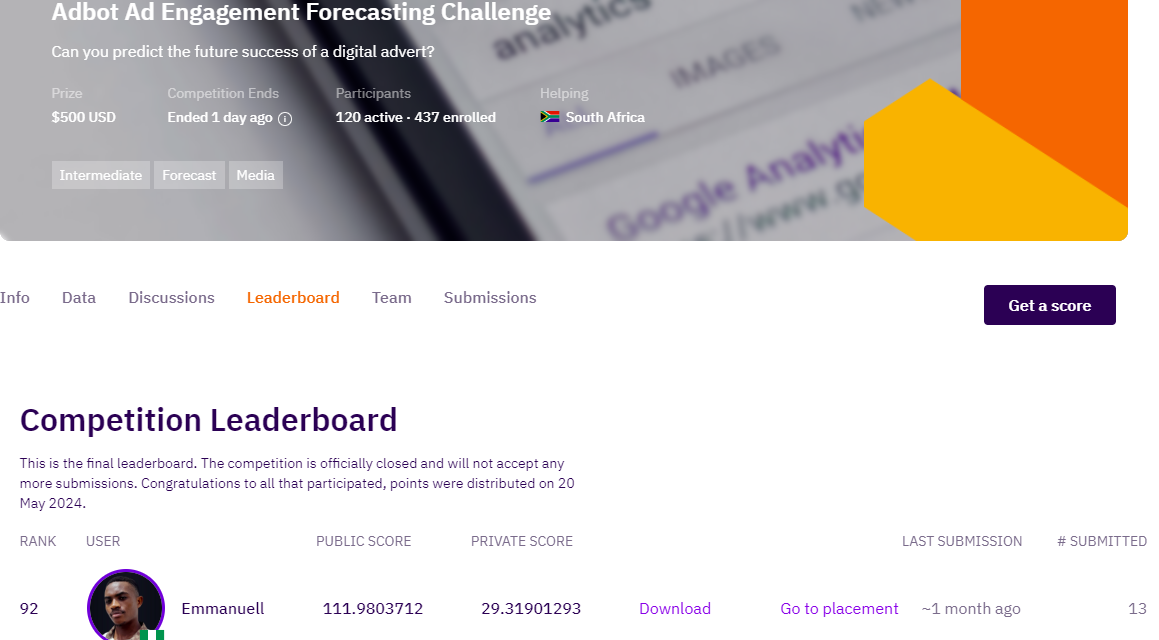 Adbot Ad Engagement Forecasting Challenge
analytics
NEW
IMAGES
Can you predict the future success of a digital advert?
Prize
Competition Ends
Participants
Helping
$500 USD
Ended 1 day ago
120 active · 437 enrolled
South Africa
Google Analyti
Intermediate
Forecast
Media
Info
Data
Discussions
Leaderboard
Team
Submissions
Get a score
Competition Leaderboard
This is the final leaderboard. The competition is officially closed and will not accept any
more submissions. Congratulations to all that participated, points were distributed on 20
May 2024.
RANK USER PUBLIC SCORE PRIVATE SCORE LAST SUBMISSION # SUBMITTED
92 Emmanuell 111.9803712 29.31901293 Download Go to placement ~1 month ago 13